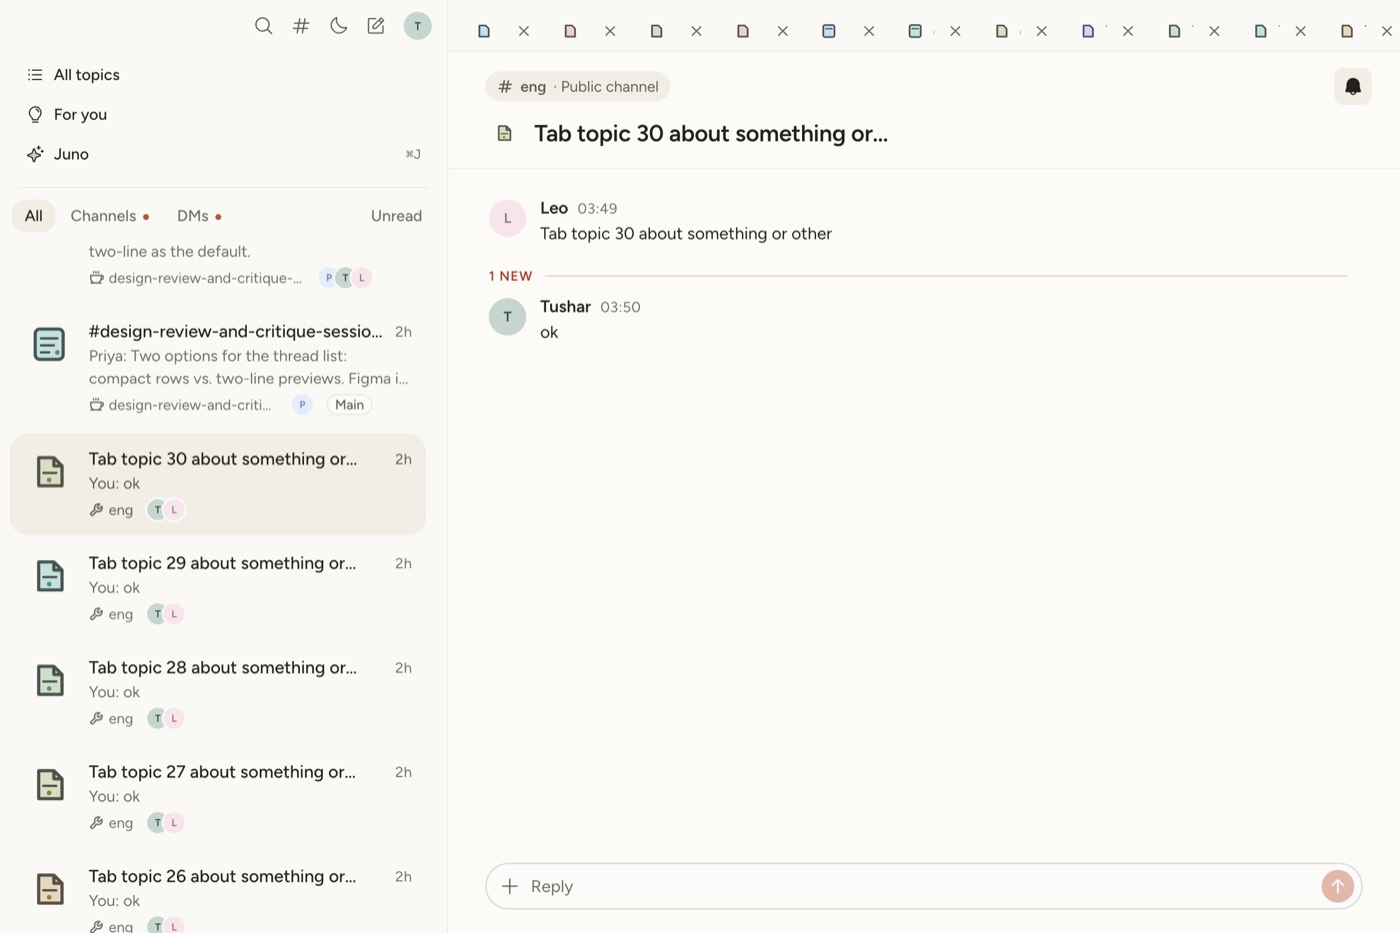 T
All topics
For you
Juno ⌘J
All Channels DMs Unread
two-line as the default.
design-review-and-critique-... P T L
#design-review-and-critique-sessio... 2h
Priya: Two options for the thread list:
compact rows vs. two-line previews. Figma i...
design-review-and-criti... P Main
Tab topic 30 about something or... 2h
You: ok
eng T L
Tab topic 29 about something or... 2h
You: ok
eng T L
Tab topic 28 about something or... 2h
You: ok
eng T L
Tab topic 27 about something or... 2h
You: ok
eng T L
Tab topic 26 about something or... 2h
You: ok
eng T L
# eng · Public channel
Tab topic 30 about something or...
L
Leo 03:49
Tab topic 30 about something or other
1 NEW
T
Tushar 03:50
ok
Reply